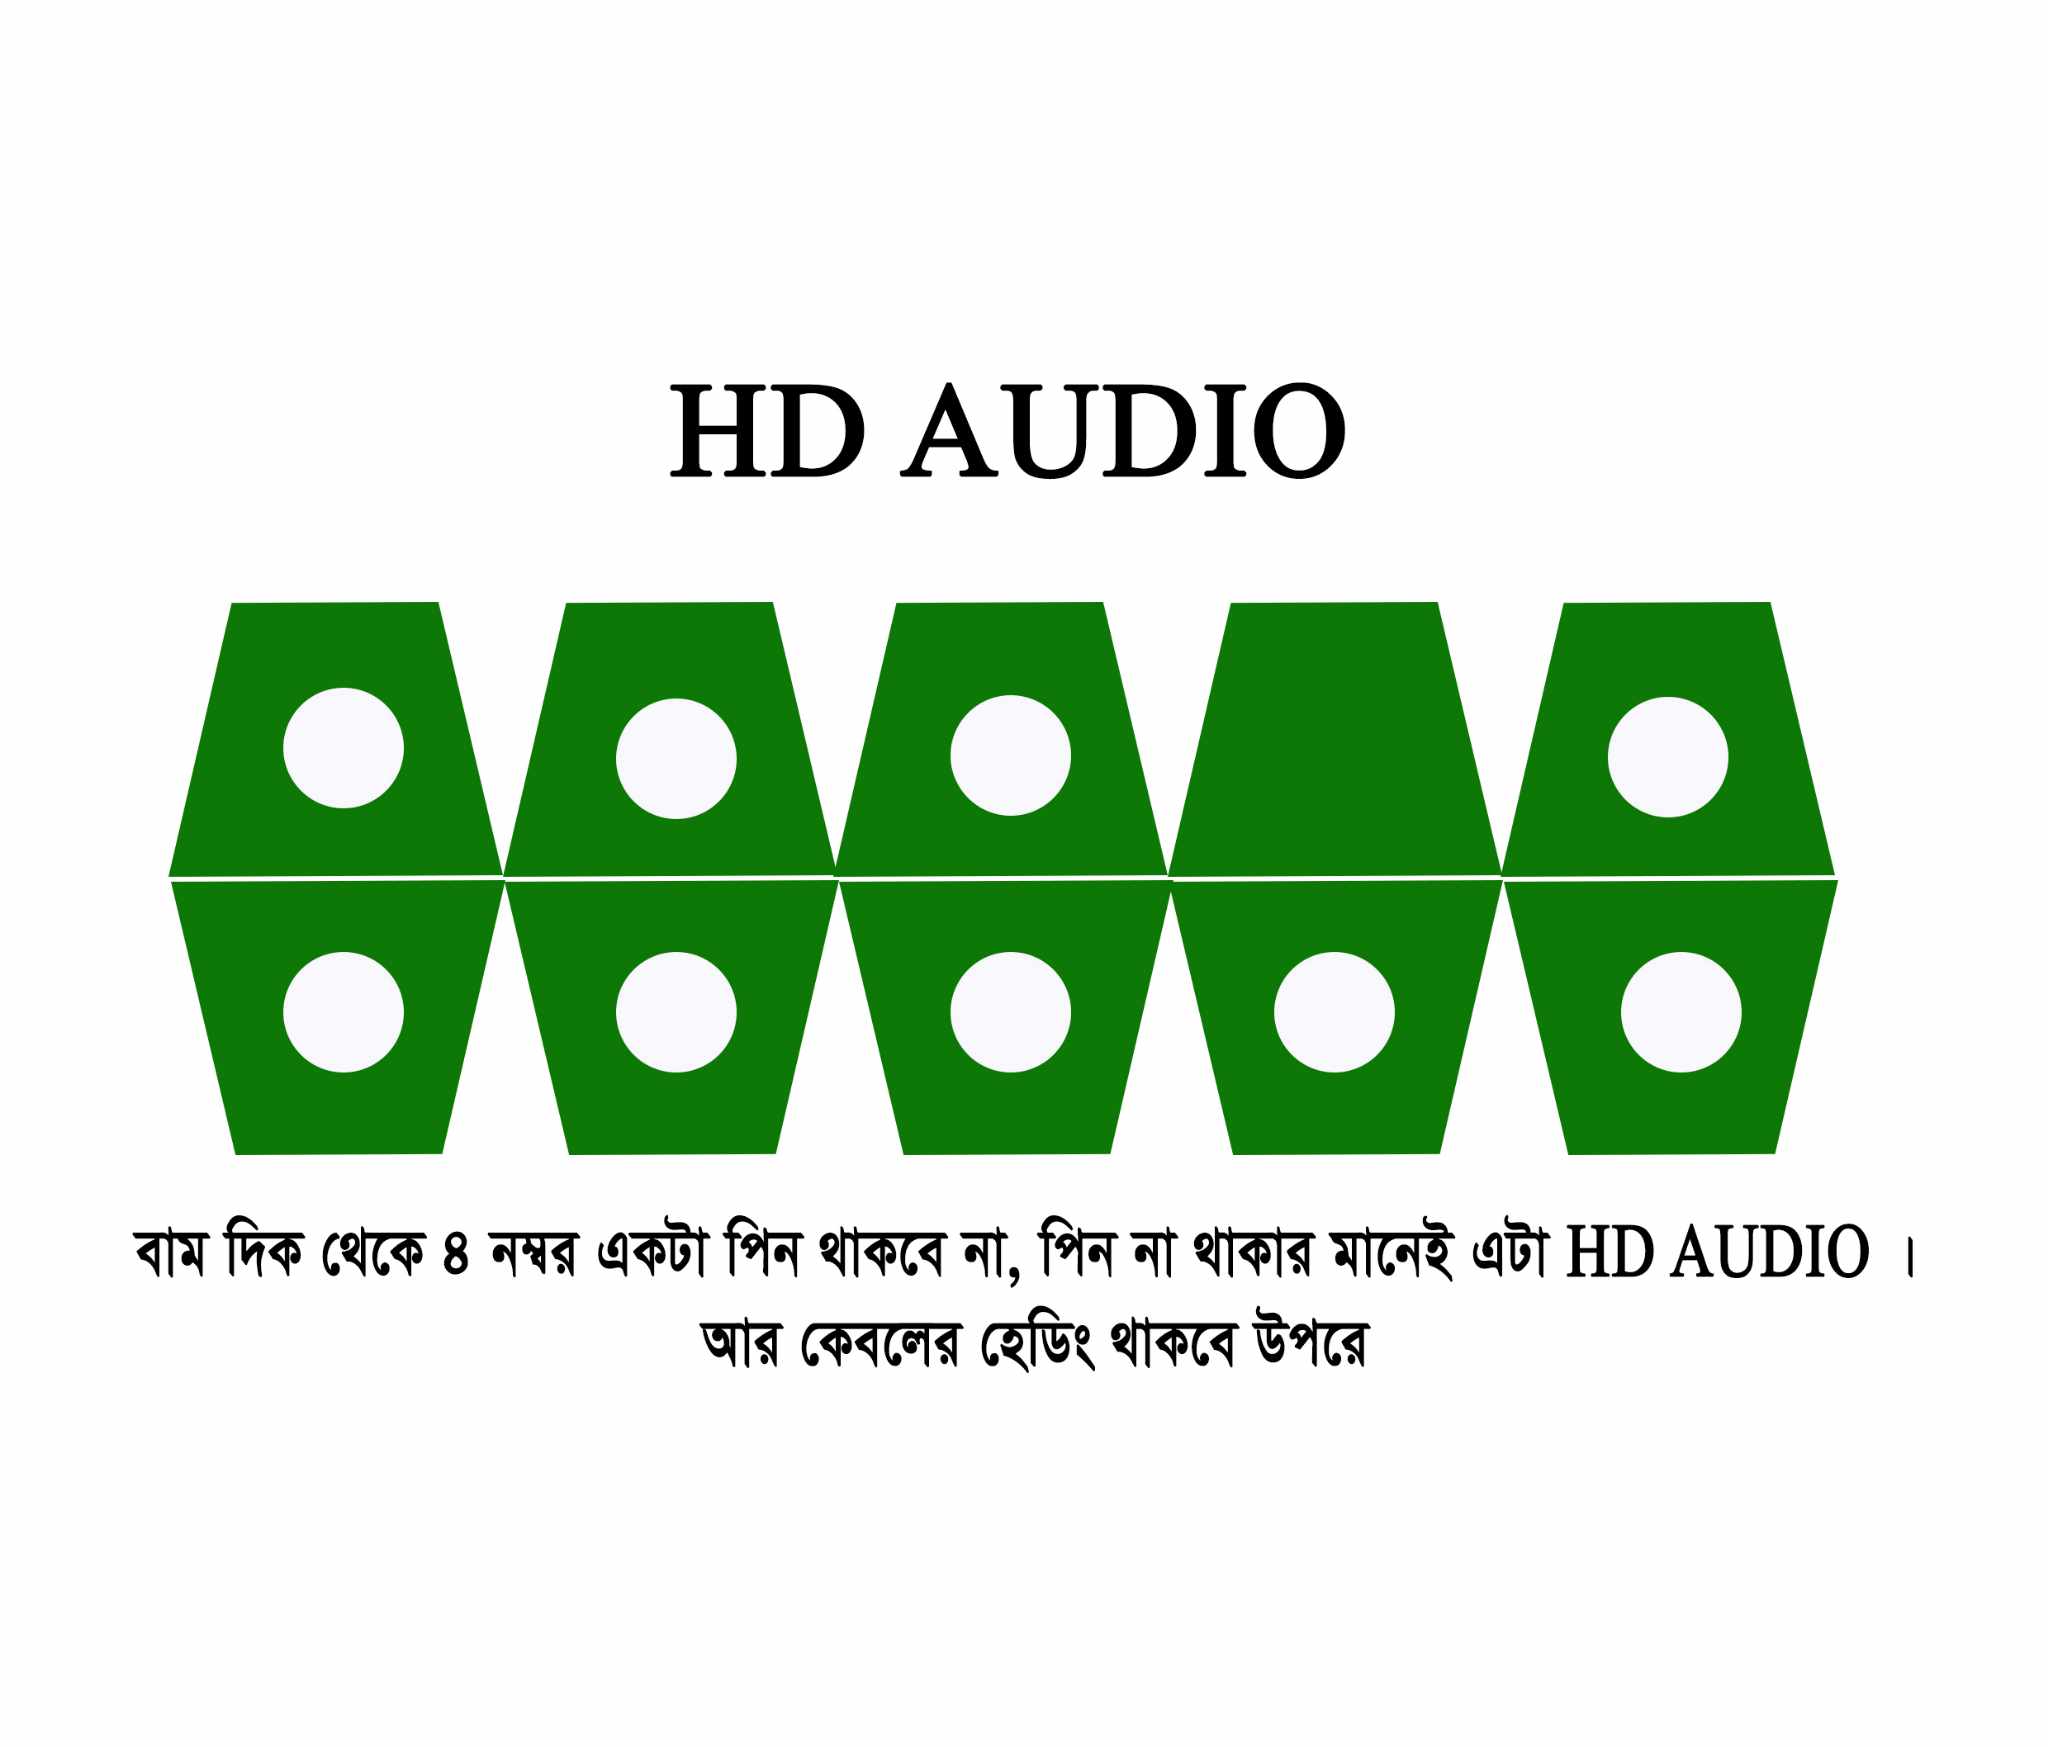 HD AUDIO
বাম দিক থেকে ৪ নম্বর একটা পিন থাকবে না, পিন না থাকার মানেই এটা HD AUDIO ।
আর কেবলের হেডিং থাকবে উপরে